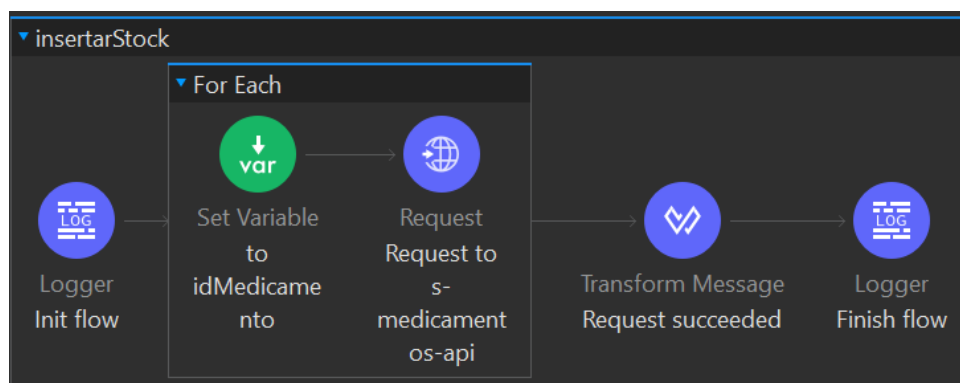 insertarStock
For Each
var
Set Variable
to
idMedicame
nto
Request
Request to
s-
medicament
os-api
LOG
Logger
Init flow
Transform Message
Request succeeded
LOG
Logger
Finish flow